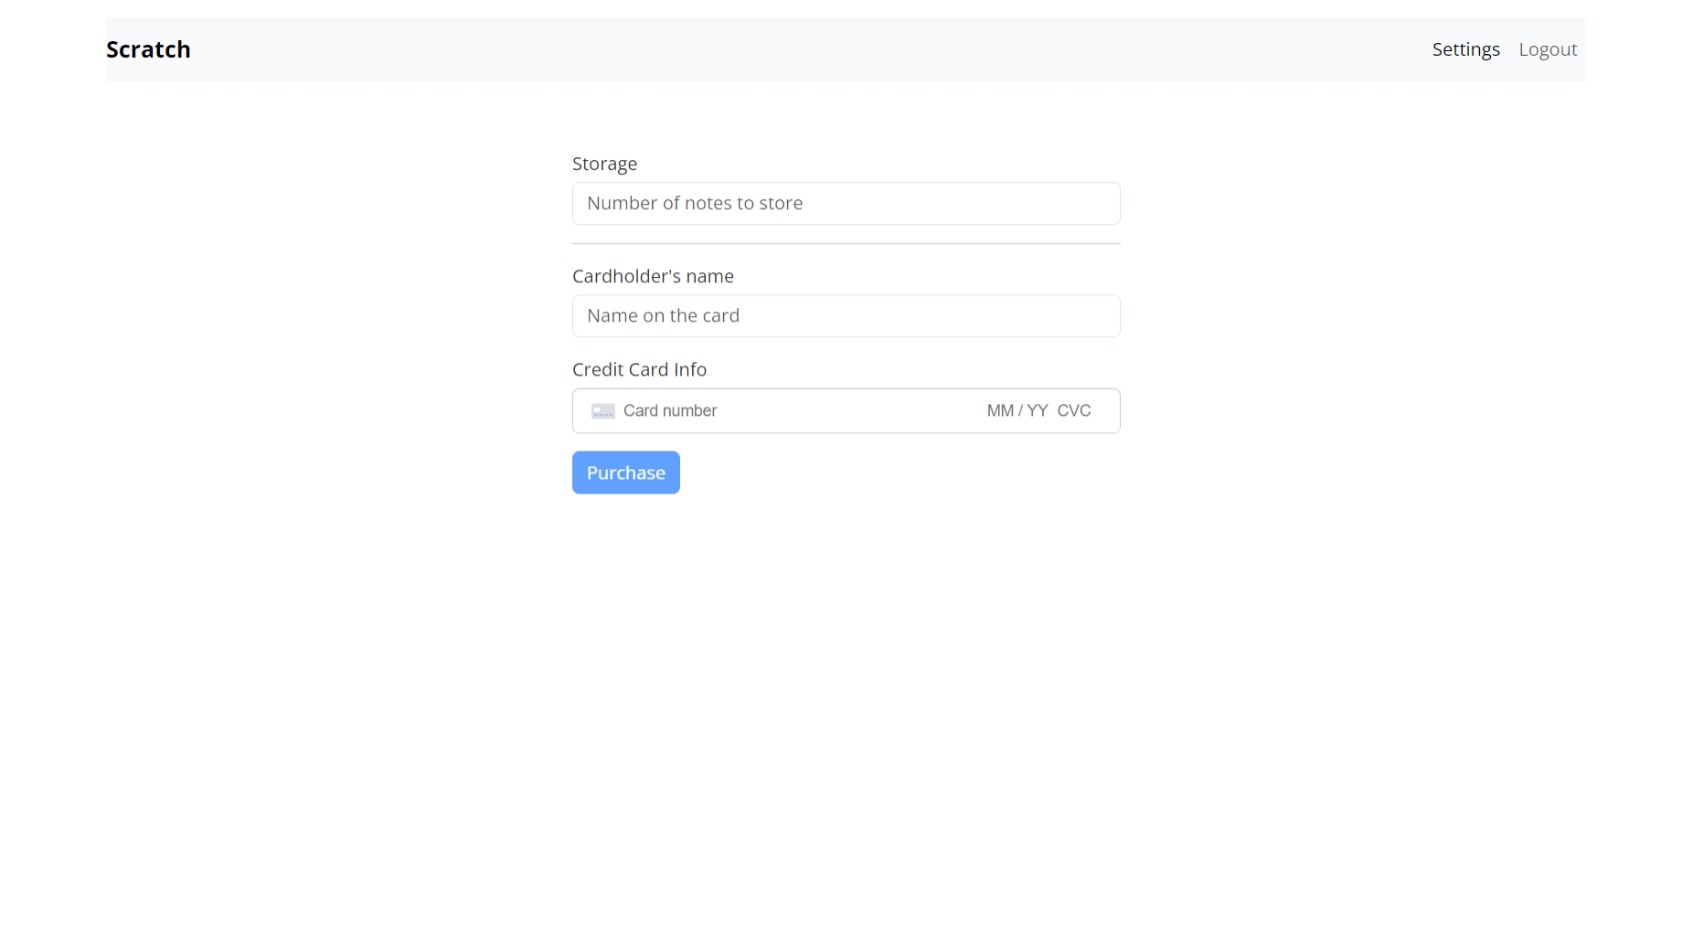 Scratch Settings Logout
Storage
Number of notes to store
Cardholder's name
Name on the card
Credit Card Info
Card number MM / YY CVC
Purchase